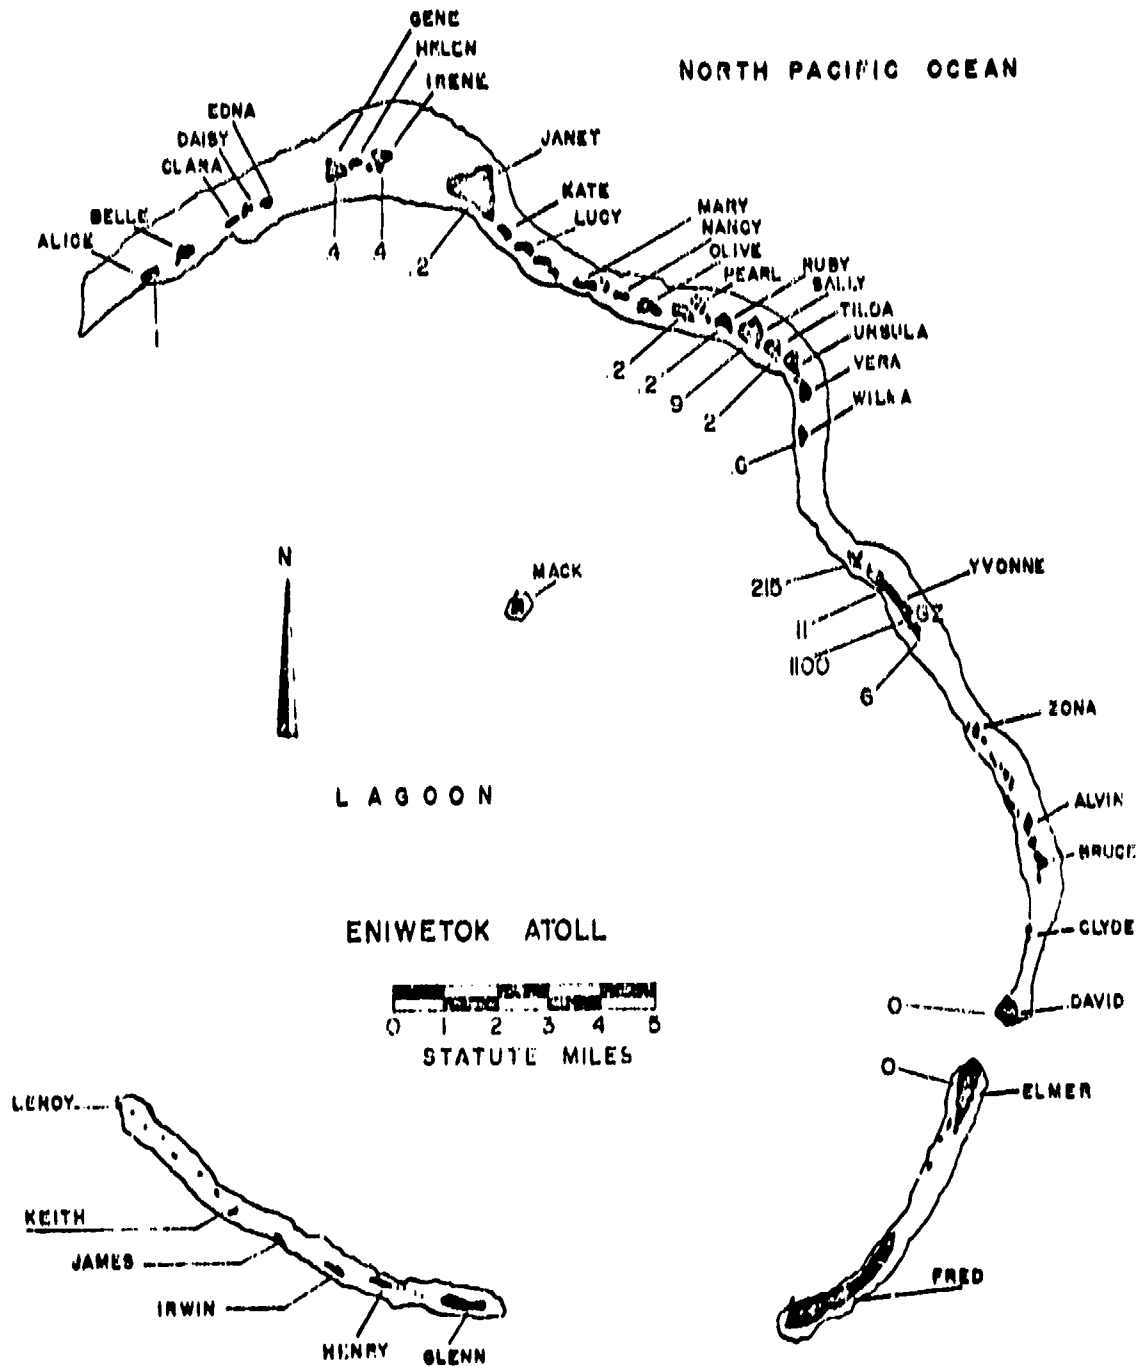 GENE
HELEN
IRENE
NORTH PACIFIC OCEAN
EDNA
DAISY
CLARA
JANET
BELLE
ALICE
KATE
LUCY
MARY
NANCY
OLIVE
PEARL
RUBY
SALLY
TILDA
URSULA
VERA
WILMA
.4
.4
.2
1
.2
.2
9
2
N
MACK
YVONNE
215
GZ
11
1100
6
ZONA
LAGOON
ALVIN
BRUCE
ENIWETOK ATOLL
CLYDE
0
DAVID
0 1 2 3 4 5
STATUTE MILES
0
ELMER
LEROY
KEITH
JAMES
IRWIN
HENRY
GLENN
FRED